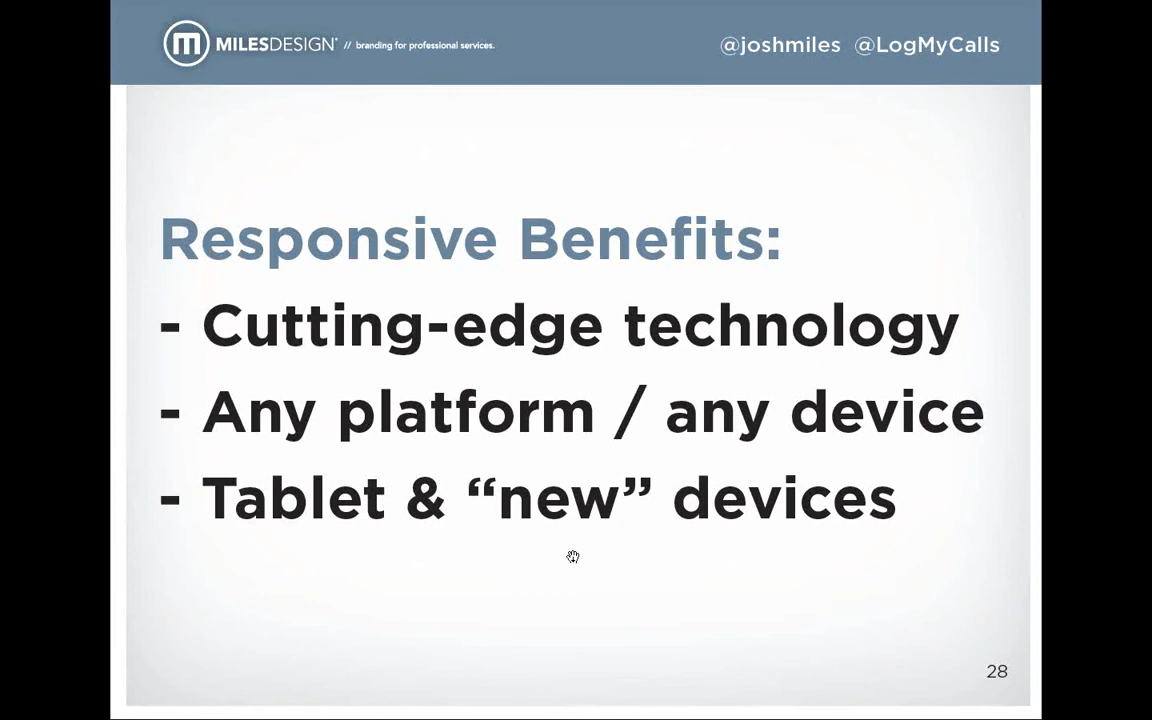 MILESDESIGN® // branding for professional services.
@joshmiles @LogMyCalls
Responsive Benefits:
- Cutting-edge technology
- Any platform / any device
- Tablet & “new” devices
28